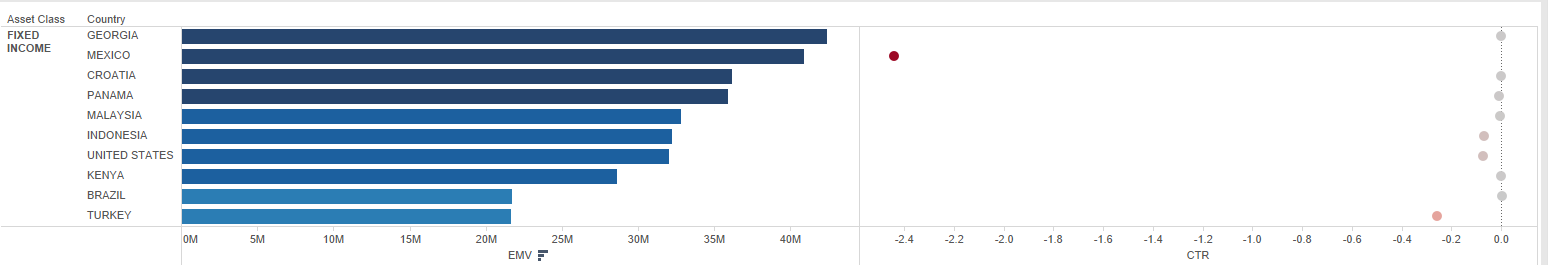 Asset Class Country
FIXED INCOME
GEORGIA
MEXICO
CROATIA
PANAMA
MALAYSIA
INDONESIA
UNITED STATES
KENYA
BRAZIL
TURKEY
0M 5M 10M 15M 20M 25M 30M 35M 40M
-2.4 -2.2 -2.0 -1.8 -1.6 -1.4 -1.2 -1.0 -0.8 -0.6 -0.4 -0.2 0.0
EMV
CTR